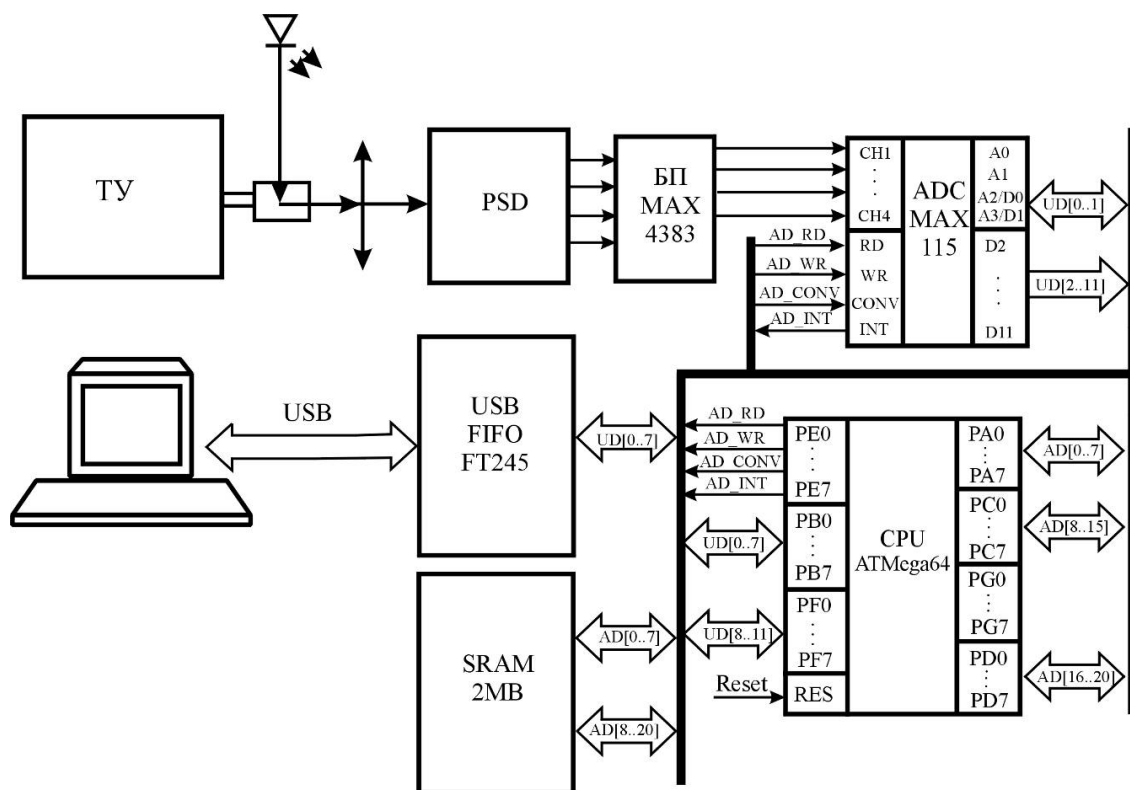 ТУ
PSD
БП
MAX
4383
CH1
CH4
RD
WR
CONV
INT
ADC
MAX
115
A0
A1
A2/D0
A3/D1
D2
D11
UD[0..1]
UD[2..11]
AD_RD
AD_WR
AD_CONV
AD_INT
USB
USB
FIFO
FT245
UD[0..7]
SRAM
2MB
AD[0..7]
AD[8..20]
AD_RD
AD_WR
AD_CONV
AD_INT
UD[0..7]
UD[8..11]
Reset
PE0
PE7
PB0
PB7
PF0
PF7
RES
CPU
ATMega64
PA0
PA7
PC0
PC7
PG0
PG7
PD0
PD7
AD[0..7]
AD[8..15]
AD[16..20]